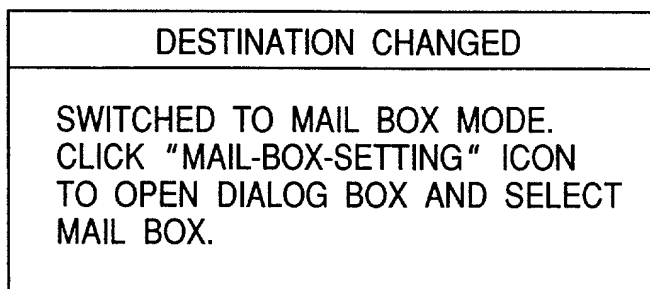 DESTINATION CHANGED
SWITCHED TO MAIL BOX MODE.
CLICK "MAIL-BOX-SETTING" ICON
TO OPEN DIALOG BOX AND SELECT
MAIL BOX.